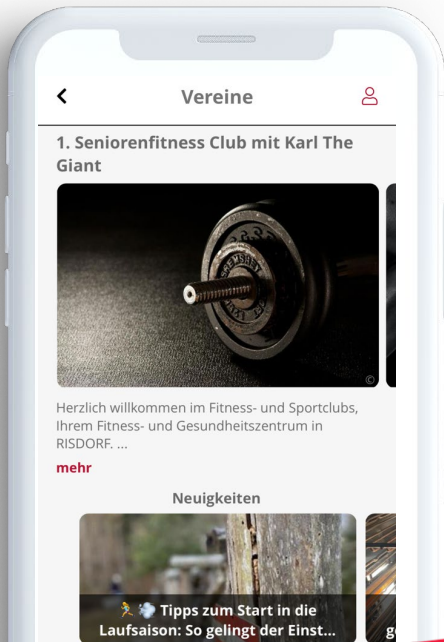 Vereine
1. Seniorenfitness Club mit Karl The
Giant
©
Herzlich willkommen im Fitness- und Sportclubs,
Ihrem Fitness- und Gesundheitszentrum in
RISDORF. ...
mehr
Neuigkeiten
🏃 💨 Tipps zum Start in die
Laufsaison: So gelingt der Einst...